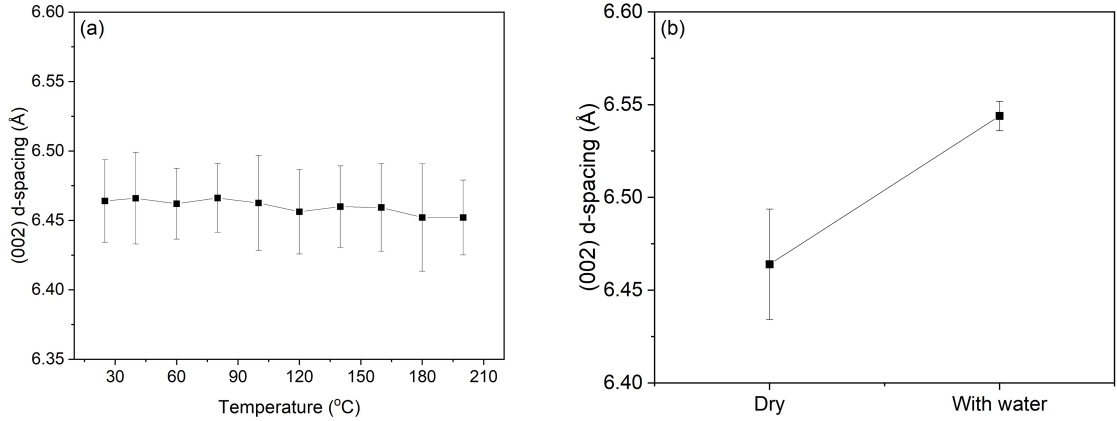 (a)
6.60
6.55
6.50
6.45
6.40
6.35
(002) d-spacing (Å)
30 60 90 120 150 180 210
Temperature (°C)
(b)
6.60
6.55
6.50
6.45
6.40
(002) d-spacing (Å)
Dry With water